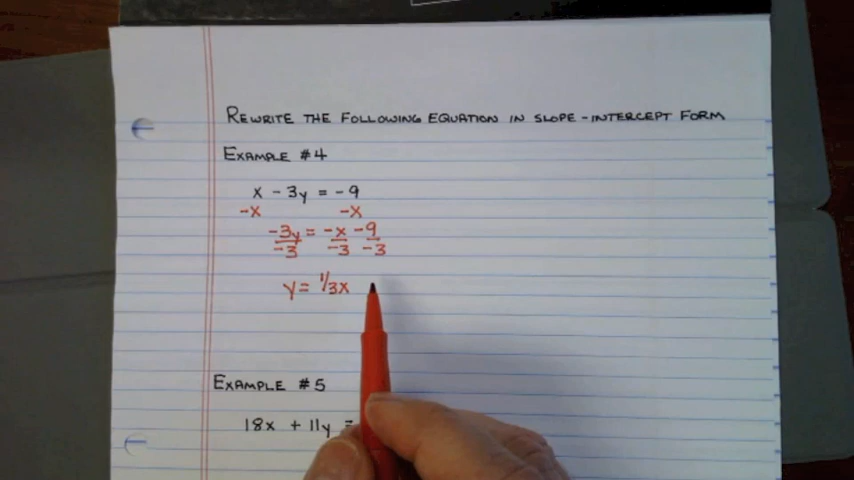 REWRITE THE FOLLOWING EQUATION IN SLOPE-INTERCEPT FORM
EXAMPLE #4
x - 3y = -9
-x -x
-3y = -x -9
-3 -3 -3
y = 1/3x
EXAMPLE #5
18x + 11y =